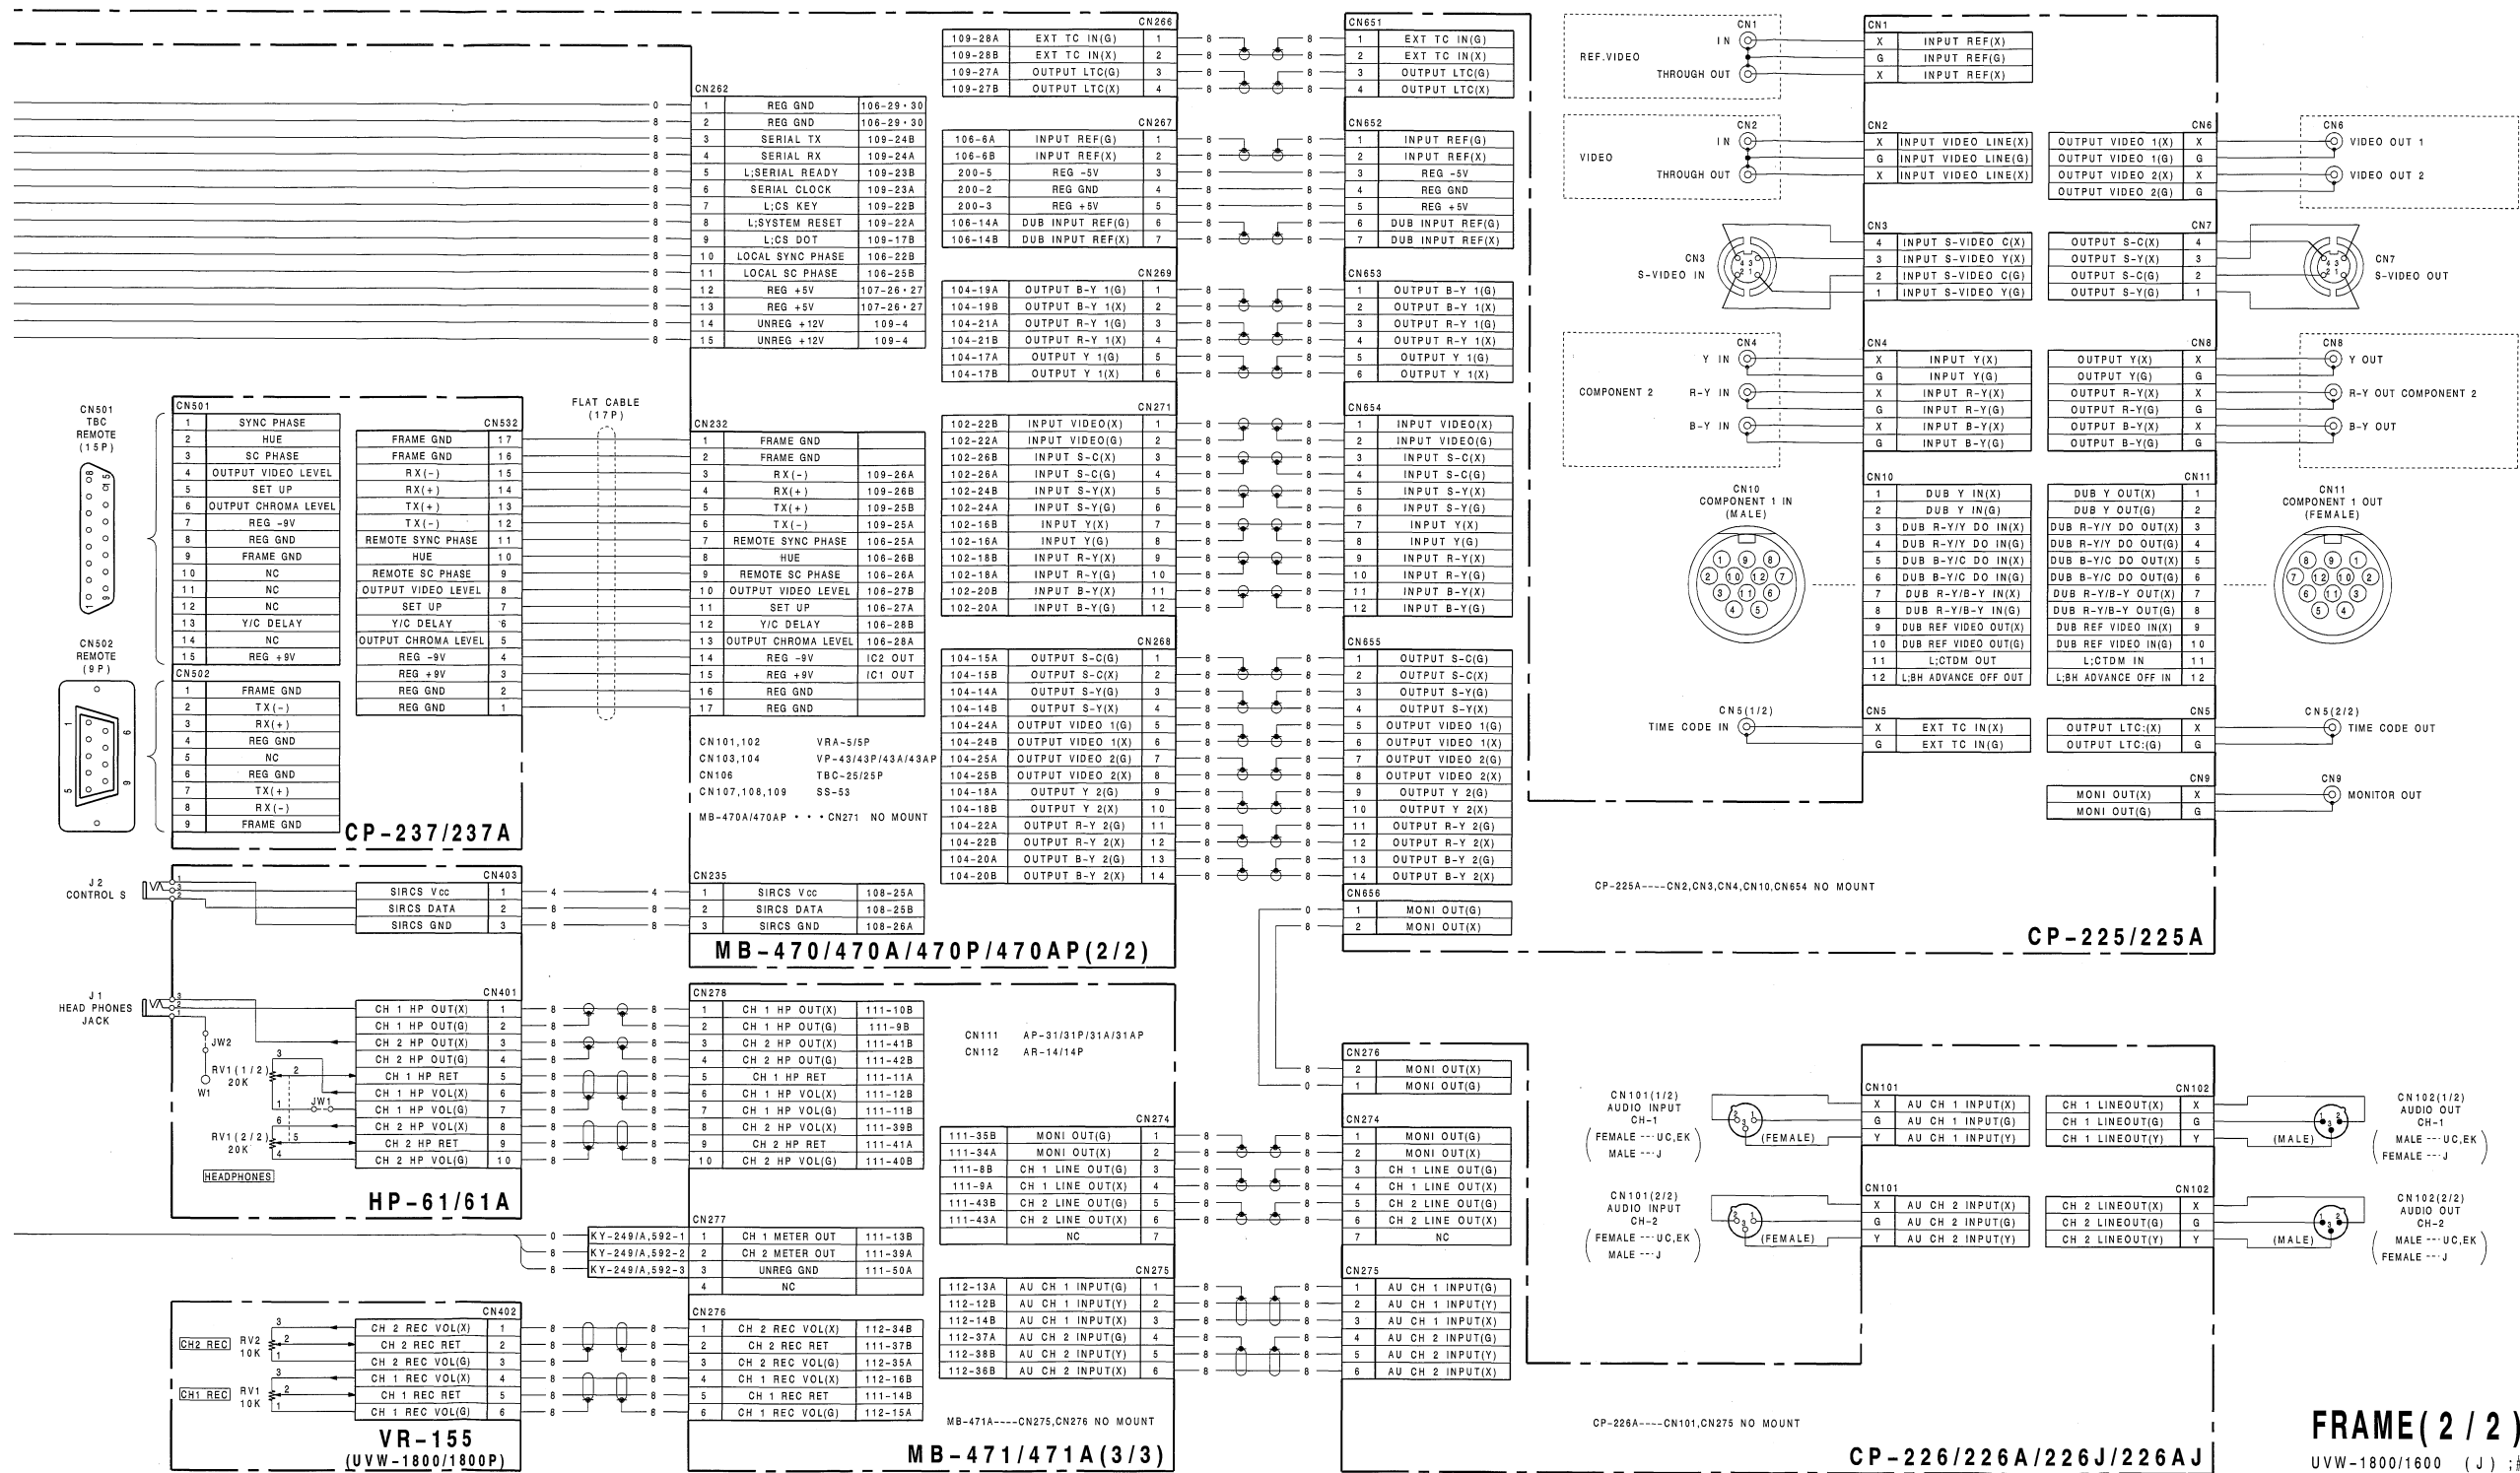 CN262
1 REG GND 106-29・30
2 REG GND 106-29・30
3 SERIAL TX 109-24B
4 SERIAL RX 109-24A
5 L;SERIAL READY 109-23B
6 SERIAL CLOCK 109-23A
7 L;CS KEY 109-22B
8 L;SYSTEM RESET 109-22A
9 L;CS DOT 109-17B
10 LOCAL SYNC PHASE 106-22B
11 LOCAL SC PHASE 106-25B
12 REG +5V 107-26・27
13 REG +5V 107-26・27
14 UNREG +12V 109-4
15 UNREG +12V 109-4
CN501
TBC
REMOTE
(15P)
CN502
REMOTE
(9P)
CN501
1 SYNC PHASE
2 HUE
3 SC PHASE
4 OUTPUT VIDEO LEVEL
5 SET UP
6 OUTPUT CHROMA LEVEL
7 REG -9V
8 REG GND
9 FRAME GND
10 NC
11 NC
12 NC
13 Y/C DELAY
14 NC
15 REG +9V
CN502
1 FRAME GND
2 TX(-)
3 RX(+)
4 REG GND
5 NC
6 REG GND
7 TX(+)
8 RX(-)
9 FRAME GND
CN532
FRAME GND 17
FRAME GND 16
RX(-) 15
RX(+) 14
TX(+) 13
TX(-) 12
REMOTE SYNC PHASE 11
HUE 10
REMOTE SC PHASE 9
OUTPUT VIDEO LEVEL 8
SET UP 7
Y/C DELAY 6
OUTPUT CHROMA LEVEL 5
REG -9V 4
REG +9V 3
REG GND 2
REG GND 1
CP-237/237A
FLAT CABLE
(17P)
CN232
1 FRAME GND
2 FRAME GND
3 RX(-) 109-26A
4 RX(+) 109-26B
5 TX(+) 109-25B
6 TX(-) 109-25A
7 REMOTE SYNC PHASE 106-25A
8 HUE 106-26B
9 REMOTE SC PHASE 106-26A
10 OUTPUT VIDEO LEVEL 106-27B
11 SET UP 106-27A
12 Y/C DELAY 106-28B
13 OUTPUT CHROMA LEVEL 106-28A
14 REG -9V IC2 OUT
15 REG +9V IC1 OUT
16 REG GND
17 REG GND
CN101,102 VRA-5/5P
CN103,104 VP-43/43P/43A/43AP
CN106 TBC-25/25P
CN107,108,109 SS-53
MB-470A/470AP ・・・CN271 NO MOUNT
CN235
1 SIRCS Vcc 108-25A
2 SIRCS DATA 108-25B
3 SIRCS GND 108-26A
MB-470/470A/470P/470AP(2/2)
CN266
109-28A EXT TC IN(G) 1
109-28B EXT TC IN(X) 2
109-27A OUTPUT LTC(G) 3
109-27B OUTPUT LTC(X) 4
CN267
106-6A INPUT REF(G) 1
106-6B INPUT REF(X) 2
200-5 REG -5V 3
200-2 REG GND 4
200-3 REG +5V 5
106-14A DUB INPUT REF(G) 6
106-14B DUB INPUT REF(X) 7
CN269
104-19A OUTPUT B-Y 1(G) 1
104-19B OUTPUT B-Y 1(X) 2
104-21A OUTPUT R-Y 1(G) 3
104-21B OUTPUT R-Y 1(X) 4
104-17A OUTPUT Y 1(G) 5
104-17B OUTPUT Y 1(X) 6
CN271
102-22B INPUT VIDEO(X) 1
102-22A INPUT VIDEO(G) 2
102-26B INPUT S-C(X) 3
102-26A INPUT S-C(G) 4
102-24B INPUT S-Y(X) 5
102-24A INPUT S-Y(G) 6
102-16B INPUT Y(X) 7
102-16A INPUT Y(G) 8
102-18B INPUT R-Y(X) 9
102-18A INPUT R-Y(G) 10
102-20B INPUT B-Y(X) 11
102-20A INPUT B-Y(G) 12
CN268
104-15A OUTPUT S-C(G) 1
104-15B OUTPUT S-C(X) 2
104-14A OUTPUT S-Y(G) 3
104-14B OUTPUT S-Y(X) 4
104-24A OUTPUT VIDEO 1(G) 5
104-24B OUTPUT VIDEO 1(X) 6
104-25A OUTPUT VIDEO 2(G) 7
104-25B OUTPUT VIDEO 2(X) 8
104-18A OUTPUT Y 2(G) 9
104-18B OUTPUT Y 2(X) 10
104-22A OUTPUT R-Y 2(G) 11
104-22B OUTPUT R-Y 2(X) 12
104-20A OUTPUT B-Y 2(G) 13
104-20B OUTPUT B-Y 2(X) 14
CN651
1 EXT TC IN(G)
2 EXT TC IN(X)
3 OUTPUT LTC(G)
4 OUTPUT LTC(X)
CN652
1 INPUT REF(G)
2 INPUT REF(X)
3 REG -5V
4 REG GND
5 REG +5V
6 DUB INPUT REF(G)
7 DUB INPUT REF(X)
CN653
1 OUTPUT B-Y 1(G)
2 OUTPUT B-Y 1(X)
3 OUTPUT R-Y 1(G)
4 OUTPUT R-Y 1(X)
5 OUTPUT Y 1(G)
6 OUTPUT Y 1(X)
CN654
1 INPUT VIDEO(X)
2 INPUT VIDEO(G)
3 INPUT S-C(X)
4 INPUT S-C(G)
5 INPUT S-Y(X)
6 INPUT S-Y(G)
7 INPUT Y(X)
8 INPUT Y(G)
9 INPUT R-Y(X)
10 INPUT R-Y(G)
11 INPUT B-Y(X)
12 INPUT B-Y(G)
CN655
1 OUTPUT S-C(G)
2 OUTPUT S-C(X)
3 OUTPUT S-Y(G)
4 OUTPUT S-Y(X)
5 OUTPUT VIDEO 1(G)
6 OUTPUT VIDEO 1(X)
7 OUTPUT VIDEO 2(G)
8 OUTPUT VIDEO 2(X)
9 OUTPUT Y 2(G)
10 OUTPUT Y 2(X)
11 OUTPUT R-Y 2(G)
12 OUTPUT R-Y 2(X)
13 OUTPUT B-Y 2(G)
14 OUTPUT B-Y 2(X)
CN656
1 MONI OUT(G)
2 MONI OUT(X)
REF.VIDEO
CN1
IN
THROUGH OUT
VIDEO
CN2
IN
THROUGH OUT
CN3
S-VIDEO IN
COMPONENT 2
CN4
Y IN
R-Y IN
B-Y IN
CN10
COMPONENT 1 IN
(MALE)
CN5(1/2)
TIME CODE IN
CN1
X INPUT REF(X)
G INPUT REF(G)
X INPUT REF(X)
CN2
X INPUT VIDEO LINE(X)
G INPUT VIDEO LINE(G)
X INPUT VIDEO LINE(X)
CN3
4 INPUT S-VIDEO C(X)
3 INPUT S-VIDEO Y(X)
2 INPUT S-VIDEO C(G)
1 INPUT S-VIDEO Y(G)
CN4
X INPUT Y(X)
G INPUT Y(G)
X INPUT R-Y(X)
G INPUT R-Y(G)
X INPUT B-Y(X)
G INPUT B-Y(G)
CN10
1 DUB Y IN(X)
2 DUB Y IN(G)
3 DUB R-Y/Y DO IN(X)
4 DUB R-Y/Y DO IN(G)
5 DUB B-Y/C DO IN(X)
6 DUB B-Y/C DO IN(G)
7 DUB R-Y/B-Y IN(X)
8 DUB R-Y/B-Y IN(G)
9 DUB REF VIDEO OUT(X)
10 DUB REF VIDEO OUT(G)
11 L;CTDM OUT
12 L;BH ADVANCE OFF OUT
CN5
X EXT TC IN(X)
G EXT TC IN(G)
CN6
OUTPUT VIDEO 1(X) X
OUTPUT VIDEO 1(G) G
OUTPUT VIDEO 2(X) X
OUTPUT VIDEO 2(G) G
CN7
OUTPUT S-C(X) 4
OUTPUT S-Y(X) 3
OUTPUT S-C(G) 2
OUTPUT S-Y(G) 1
CN8
OUTPUT Y(X) X
OUTPUT Y(G) G
OUTPUT R-Y(X) X
OUTPUT R-Y(G) G
OUTPUT B-Y(X) X
OUTPUT B-Y(G) G
CN11
DUB Y OUT(X) 1
DUB Y OUT(G) 2
DUB R-Y/Y DO OUT(X) 3
DUB R-Y/Y DO OUT(G) 4
DUB B-Y/C DO OUT(X) 5
DUB B-Y/C DO OUT(G) 6
DUB R-Y/B-Y OUT(X) 7
DUB R-Y/B-Y OUT(G) 8
DUB REF VIDEO IN(X) 9
DUB REF VIDEO IN(G) 10
L;CTDM IN 11
L;BH ADVANCE OFF IN 12
CN5
OUTPUT LTC:(X) X
OUTPUT LTC:(G) G
CN9
MONI OUT(X) X
MONI OUT(G) G
CN6
VIDEO OUT 1
VIDEO OUT 2
CN7
S-VIDEO OUT
CN8
Y OUT
R-Y OUT COMPONENT 2
B-Y OUT
CN11
COMPONENT 1 OUT
(FEMALE)
CN5(2/2)
TIME CODE OUT
CN9
MONITOR OUT
CP-225A----CN2,CN3,CN4,CN10,CN654 NO MOUNT
CP-225/225A
J2
CONTROL S
J1
HEAD PHONES
JACK
JW2
W1
RV1(1/2)
20K
JW1
RV1(2/2)
20K
HEADPHONES
CN403
SIRCS Vcc 1
SIRCS DATA 2
SIRCS GND 3
CN401
CH 1 HP OUT(X) 1
CH 1 HP OUT(G) 2
CH 2 HP OUT(X) 3
CH 2 HP OUT(G) 4
CH 1 HP RET 5
CH 1 HP VOL(X) 6
CH 1 HP VOL(G) 7
CH 2 HP VOL(X) 8
CH 2 HP RET 9
CH 2 HP VOL(G) 10
HP-61/61A
CH2 REC
RV2
10K
CH1 REC
RV1
10K
CN402
CH 2 REC VOL(X) 1
CH 2 REC RET 2
CH 2 REC VOL(G) 3
CH 1 REC VOL(X) 4
CH 1 REC RET 5
CH 1 REC VOL(G) 6
VR-155
(UVW-1800/1800P)
CN278
1 CH 1 HP OUT(X) 111-10B
2 CH 1 HP OUT(G) 111-9B
3 CH 2 HP OUT(X) 111-41B
4 CH 2 HP OUT(G) 111-42B
5 CH 1 HP RET 111-11A
6 CH 1 HP VOL(X) 111-12B
7 CH 1 HP VOL(G) 111-11B
8 CH 2 HP VOL(X) 111-39B
9 CH 2 HP RET 111-41A
10 CH 2 HP VOL(G) 111-40B
CN277
KY-249/A,592-1 1 CH 1 METER OUT 111-13B
KY-249/A,592-2 2 CH 2 METER OUT 111-39A
KY-249/A,592-3 3 UNREG GND 111-50A
4 NC
CN276
1 CH 2 REC VOL(X) 112-34B
2 CH 2 REC RET 111-37B
3 CH 2 REC VOL(G) 112-35A
4 CH 1 REC VOL(X) 112-16B
5 CH 1 REC RET 111-14B
6 CH 1 REC VOL(G) 112-15A
CN111 AP-31/31P/31A/31AP
CN112 AR-14/14P
CN274
111-35B MONI OUT(G) 1
111-34A MONI OUT(X) 2
111-8B CH 1 LINE OUT(G) 3
111-9A CH 1 LINE OUT(X) 4
111-43B CH 2 LINE OUT(G) 5
111-43A CH 2 LINE OUT(X) 6
NC 7
CN275
112-13A AU CH 1 INPUT(G) 1
112-12B AU CH 1 INPUT(Y) 2
112-14B AU CH 1 INPUT(X) 3
112-37A AU CH 2 INPUT(G) 4
112-38B AU CH 2 INPUT(Y) 5
112-36B AU CH 2 INPUT(X) 6
MB-471A----CN275,CN276 NO MOUNT
MB-471/471A(3/3)
CN276
2 MONI OUT(X)
1 MONI OUT(G)
CN274
1 MONI OUT(G)
2 MONI OUT(X)
3 CH 1 LINE OUT(G)
4 CH 1 LINE OUT(X)
5 CH 2 LINE OUT(G)
6 CH 2 LINE OUT(X)
7 NC
CN275
1 AU CH 1 INPUT(G)
2 AU CH 1 INPUT(Y)
3 AU CH 1 INPUT(X)
4 AU CH 2 INPUT(G)
5 AU CH 2 INPUT(Y)
6 AU CH 2 INPUT(X)
CN101(1/2)
AUDIO INPUT
CH-1
FEMALE---UC,EK
MALE---J
(FEMALE)
CN101(2/2)
AUDIO INPUT
CH-2
FEMALE---UC,EK
MALE---J
(FEMALE)
CN101
X AU CH 1 INPUT(X)
G AU CH 1 INPUT(G)
Y AU CH 1 INPUT(Y)
CN101
X AU CH 2 INPUT(X)
G AU CH 2 INPUT(G)
Y AU CH 2 INPUT(Y)
CN102
CH 1 LINEOUT(X) X
CH 1 LINEOUT(G) G
CH 1 LINEOUT(Y) Y
CN102
CH 2 LINEOUT(X) X
CH 2 LINEOUT(G) G
CH 2 LINEOUT(Y) Y
(MALE)
CN102(1/2)
AUDIO OUT
CH-1
MALE---UC,EK
FEMALE---J
(MALE)
CN102(2/2)
AUDIO OUT
CH-2
MALE---UC,EK
FEMALE---J
CP-226A----CN101,CN275 NO MOUNT
CP-226/226A/226J/226AJ
FRAME(2/2)
UVW-1800/1600 (J)